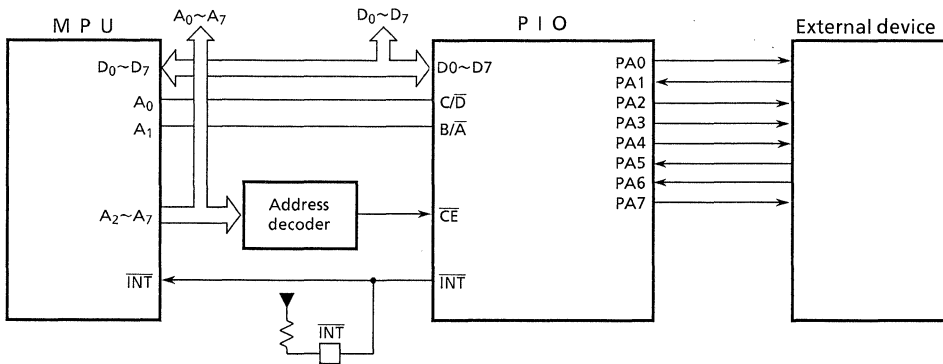 M P U
A₀~A₇
D₀~D₇
P I O
External device
D₀~D₇
D0~D7
A₀
C/D̅
A₁
B/A̅
PA0
PA1
PA2
PA3
PA4
PA5
PA6
PA7
A₂~A₇
Address
decoder
C̅E̅
I̅N̅T̅
I̅N̅T̅
I̅N̅T̅